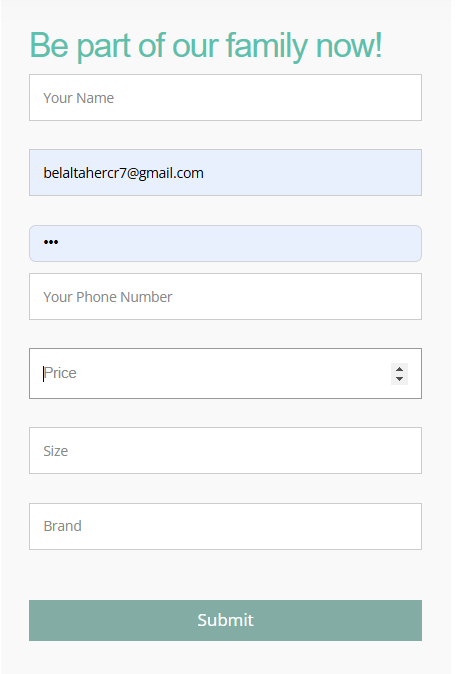 Be part of our family now!
Your Name
belaltahercr7@gmail.com
•••
Your Phone Number
Price
Size
Brand
Submit